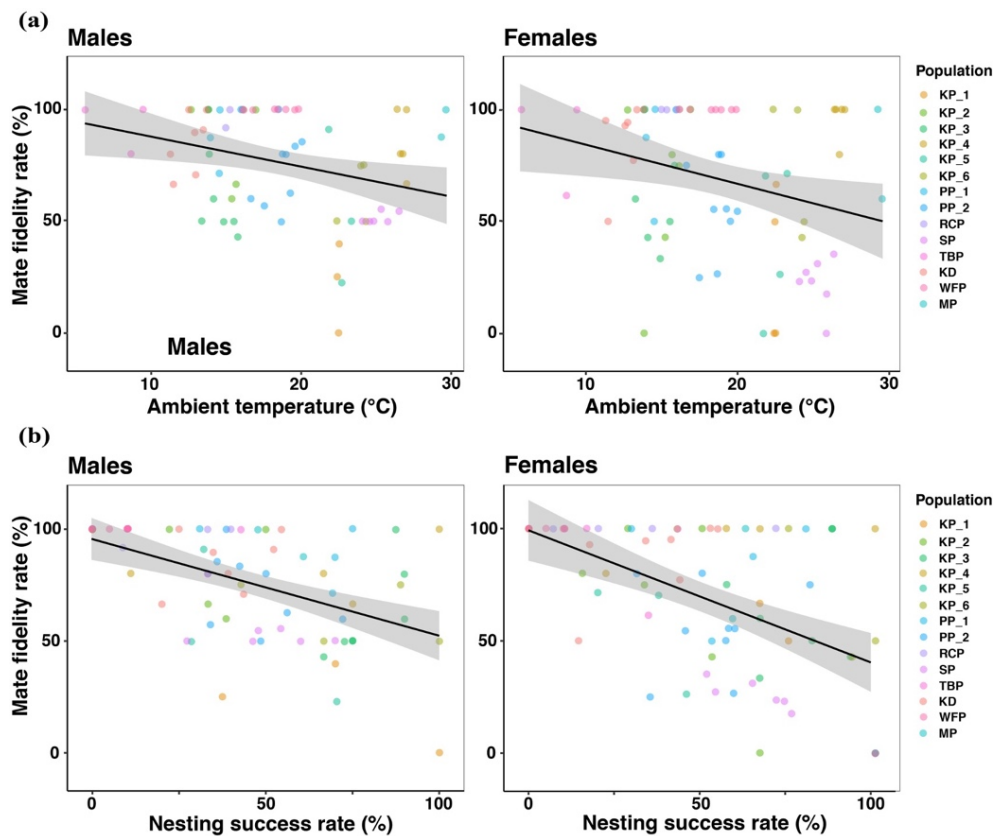 (a)
Males
Females
Mate fidelity rate (%)
100
50
0
Males
10
20
30
Ambient temperature (°C)
100
50
0
10
20
30
Ambient temperature (°C)
Population
KP_1
KP_2
KP_3
KP_4
KP_5
KP_6
PP_1
PP_2
RCP
SP
TBP
KD
WFP
MP
(b)
Males
Females
Mate fidelity rate (%)
100
50
0
0
50
100
Nesting success rate (%)
Mate fidelity rate (%)
100
50
0
0
50
100
Nesting success rate (%)
Population
KP_1
KP_2
KP_3
KP_4
KP_5
KP_6
PP_1
PP_2
RCP
SP
TBP
KD
WFP
MP